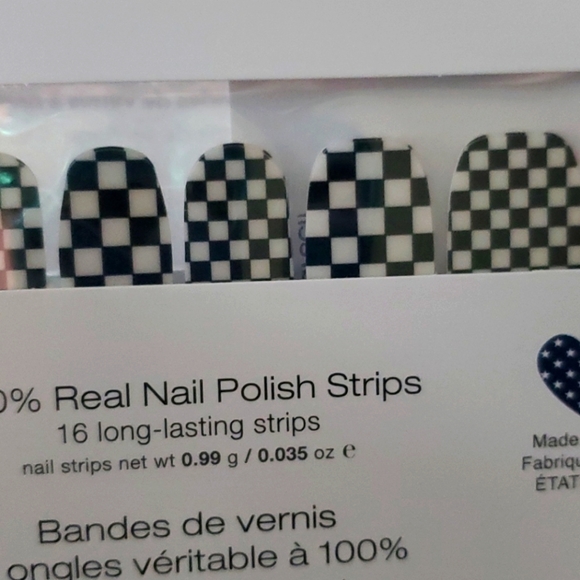 0% Real Nail Polish Strips
16 long-lasting strips
nail strips net wt 0.99 g / 0.035 oz ℮
Made
Fabriqu
ÉTAT
Bandes de vernis
ongles véritable à 100%